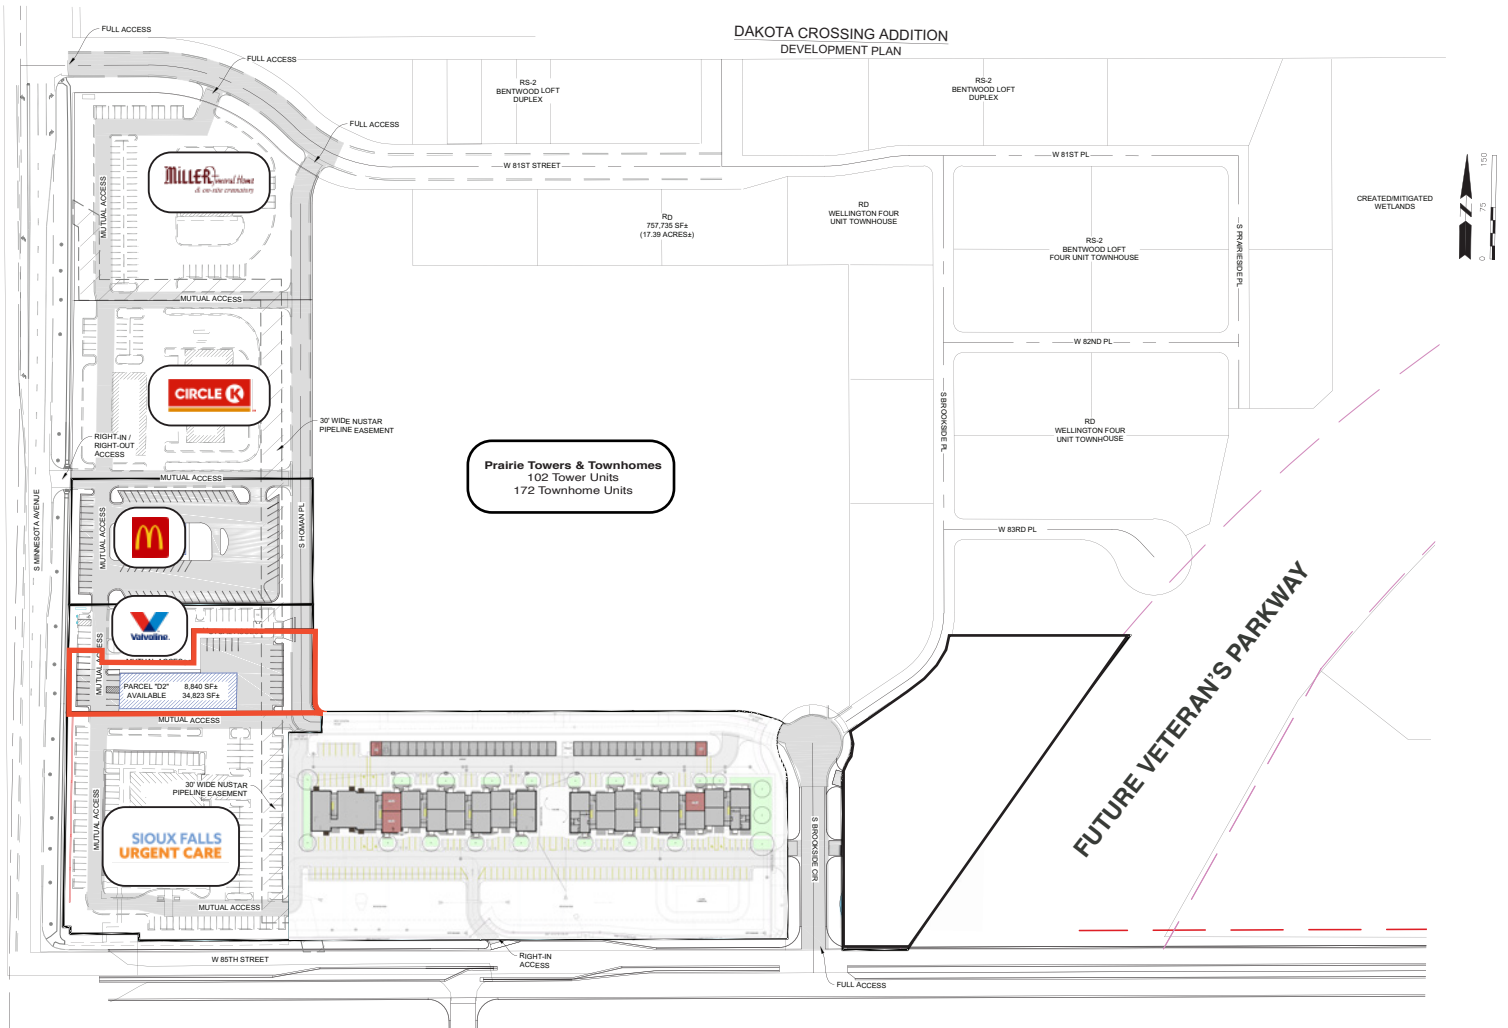 DAKOTA CROSSING ADDITION
DEVELOPMENT PLAN
FULL ACCESS
FULL ACCESS
FULL ACCESS
RS-2
BENTWOOD LOFT
DUPLEX
RS-2
BENTWOOD LOFT
DUPLEX
W 81ST STREET
W 81ST PL
MILLER Funeral Home
& on-site crematory
MUTUAL ACCESS
RD
757,735 SF±
(17.39 ACRES±)
RD
WELLINGTON FOUR
UNIT TOWNHOUSE
RS-2
BENTWOOD LOFT
FOUR UNIT TOWNHOUSE
S PRAIRIESIDE PL
CREATED/MITIGATED
WETLANDS
0 75 150
MUTUAL ACCESS
W 82ND PL
CIRCLE K
30' WIDE NUSTAR
PIPELINE EASEMENT
RIGHT-IN /
RIGHT-OUT
ACCESS
S BROOKSIDE PL
RD
WELLINGTON FOUR
UNIT TOWNHOUSE
MUTUAL ACCESS
Prairie Towers & Townhomes
102 Tower Units
172 Townhome Units
S MINNESOTA AVENUE
MUTUAL ACCESS
S HOMAN PL
W 83RD PL
Valvoline.
MUTUAL ACCESS
MUTUAL ACCESS
PARCEL "D2" 8,840 SF±
AVAILABLE 34,823 SF±
MUTUAL ACCESS
FUTURE VETERAN'S PARKWAY
30' WIDE NUSTAR
PIPELINE EASEMENT
MUTUAL ACCESS
SIOUX FALLS
URGENT CARE
S BROOKSIDE CIR
MUTUAL ACCESS
W 85TH STREET
RIGHT-IN
ACCESS
FULL ACCESS